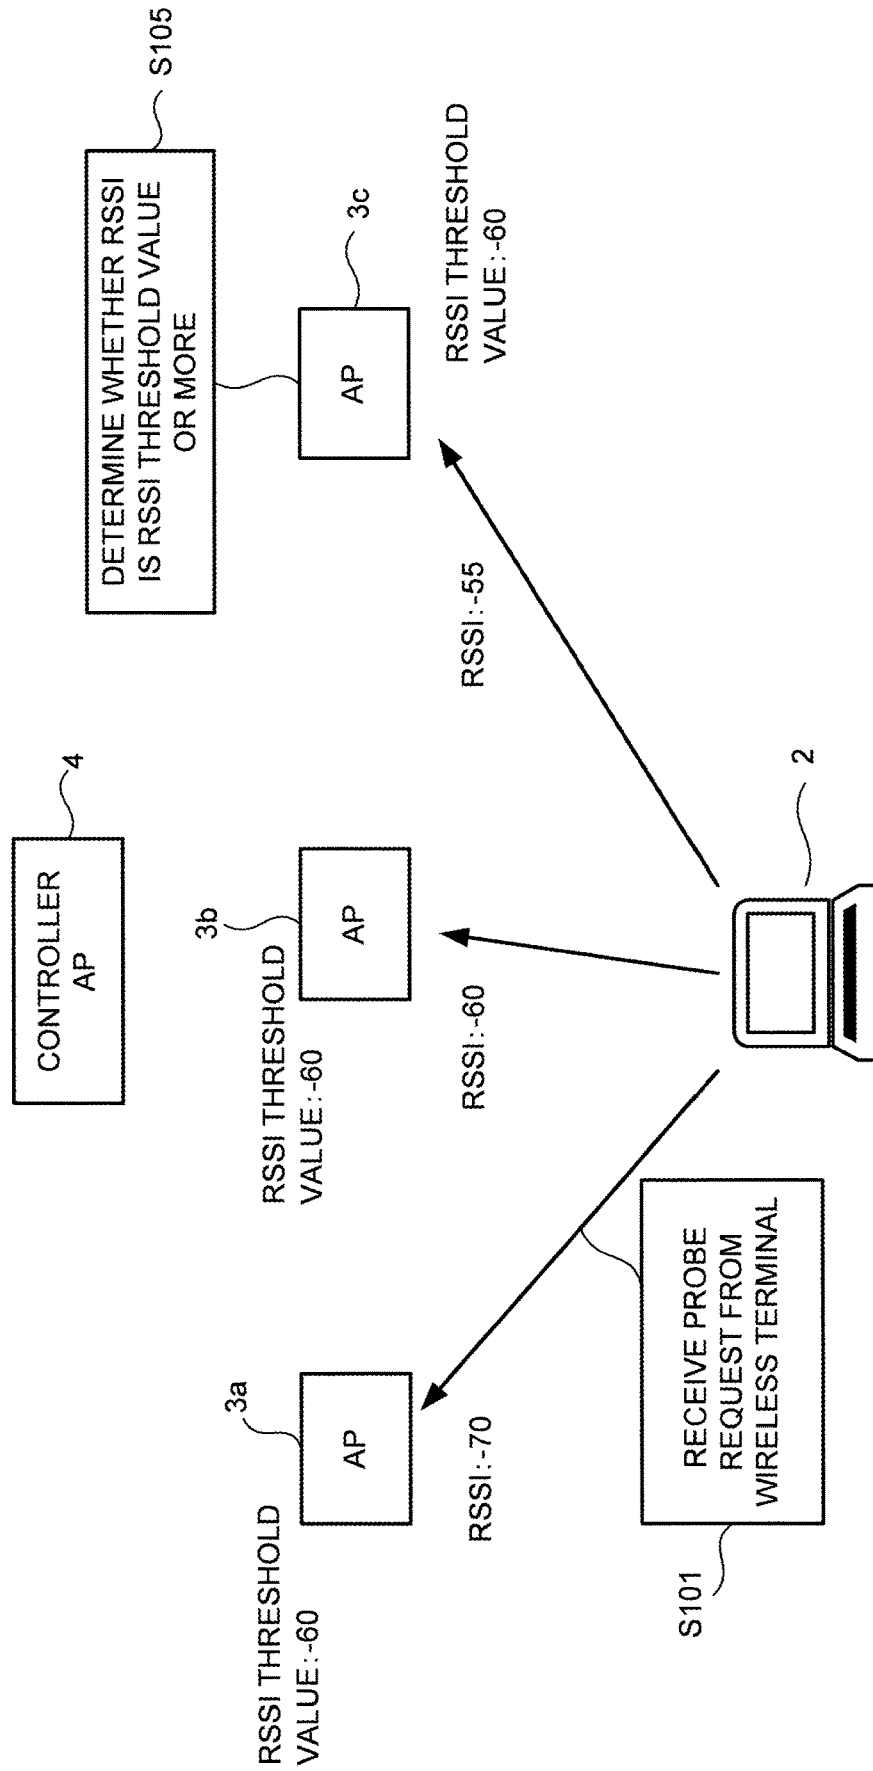 CONTROLLER
AP
4
DETERMINE WHETHER RSSI
IS RSSI THRESHOLD VALUE
OR MORE
S105
RSSI THRESHOLD
VALUE:-60
3a
AP
RSSI THRESHOLD
VALUE:-60
3b
AP
3c
AP
RSSI THRESHOLD
VALUE:-60
RSSI:-70
RSSI:-60
RSSI:-55
S101
RECEIVE PROBE
REQUEST FROM
WIRELESS TERMINAL
2